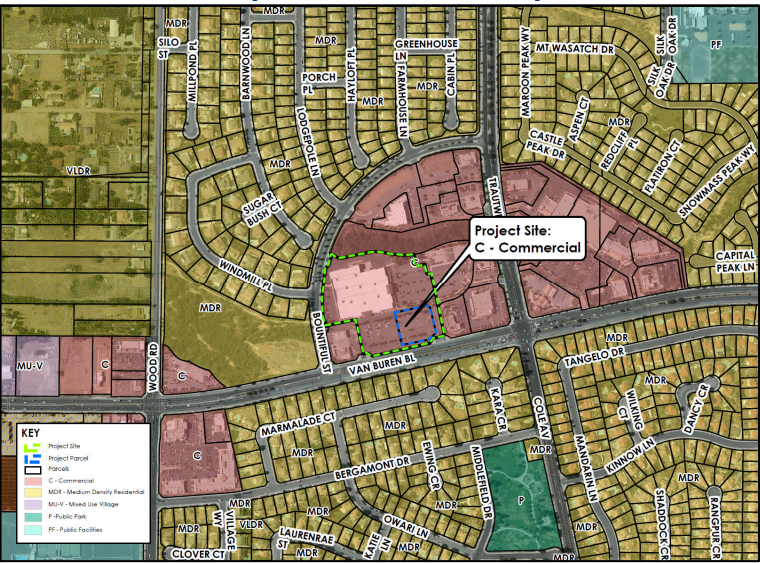 MDR
MDR
MDR
SILO
ST
MILLPOND PL
BARNWOOD LN
HAYLOFT PL
GREENHOUSE
LN
FARMHOUSE LN
CABIN PL
PORCH
PL
MDR
MDR
LODGEPOLE LN
MAROON PEAK WY
MT WASATCH DR
SILK
OAK DR
SILK
OAK DR
PF
ASPEN CT
MDR
CASTLE
PEAK DR
REDCLIFF
PL
FLATIRON CT
SNOWMASS PEAK WY
CAPITAL
PEAK LN
VLDR
MDR
SUGAR
BUSH CT
WINDMILL PL
MDR
TRAUTW
Project Site:
C - Commercial
C
BOUNTIFUL ST
VAN BUREN BL
WOOD RD
MU-V
C
C
C
MARMALADE CT
MDR
BERGAMONT DR
EWING CR
MDR
KARA CR
MDR
COLE AV
MIDDLEFIELD DR
P
MDR
TANGELO DR
MDR
WILKING
CT
DANCY CR
KINNOW LN
MANDARIN LN
MDR
MDR
SHADDOCK CR
RANGPUR CR
MDR
MDR
VILLAGE
WY
VLDR
MDR
CLOVER CT
LAURENRAE
ST
KATIE
LN
OWARI LN
MDR
MDR
KEY
Project Site
Project Parcel
Parcels
C - Commercial
MDR - Medium Density Residential
MU-V - Mixed Use Village
P -Public Park
PF - Public Facilities